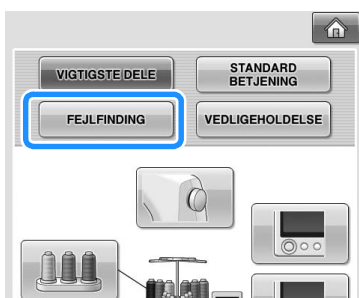 VIGTIGSTE DELE
STANDARD
BETJENING
FEJLFINDING
VEDLIGEHOLDELSE